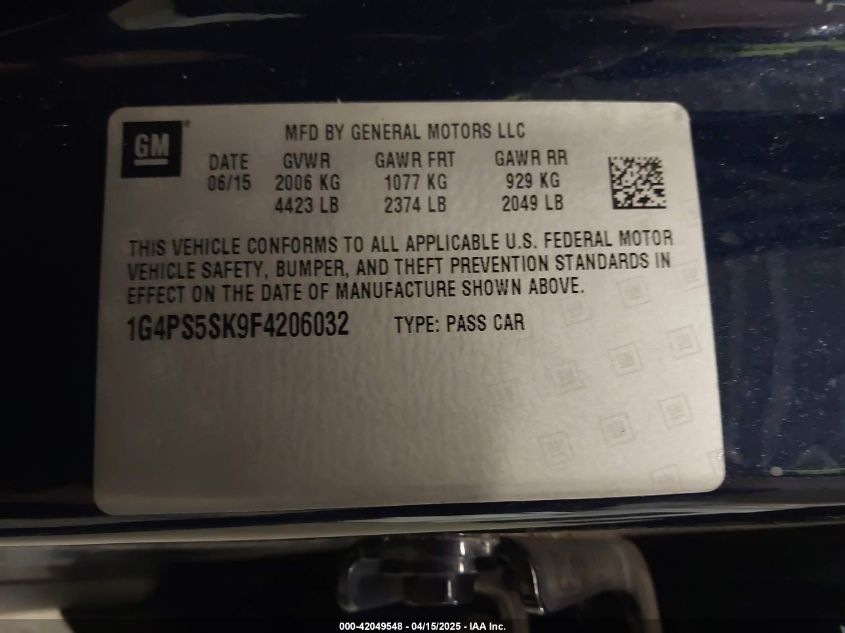 GM
MFD BY GENERAL MOTORS LLC
DATE GVWR GAWR FRT GAWR RR
06/15 2006 KG 1077 KG 929 KG
4423 LB 2374 LB 2049 LB
THIS VEHICLE CONFORMS TO ALL APPLICABLE U.S. FEDERAL MOTOR
VEHICLE SAFETY, BUMPER, AND THEFT PREVENTION STANDARDS IN
EFFECT ON THE DATE OF MANUFACTURE SHOWN ABOVE.
1G4PS5SK9F4206032 TYPE: PASS CAR
000-42049548 - 04/15/2025 - IAA Inc.